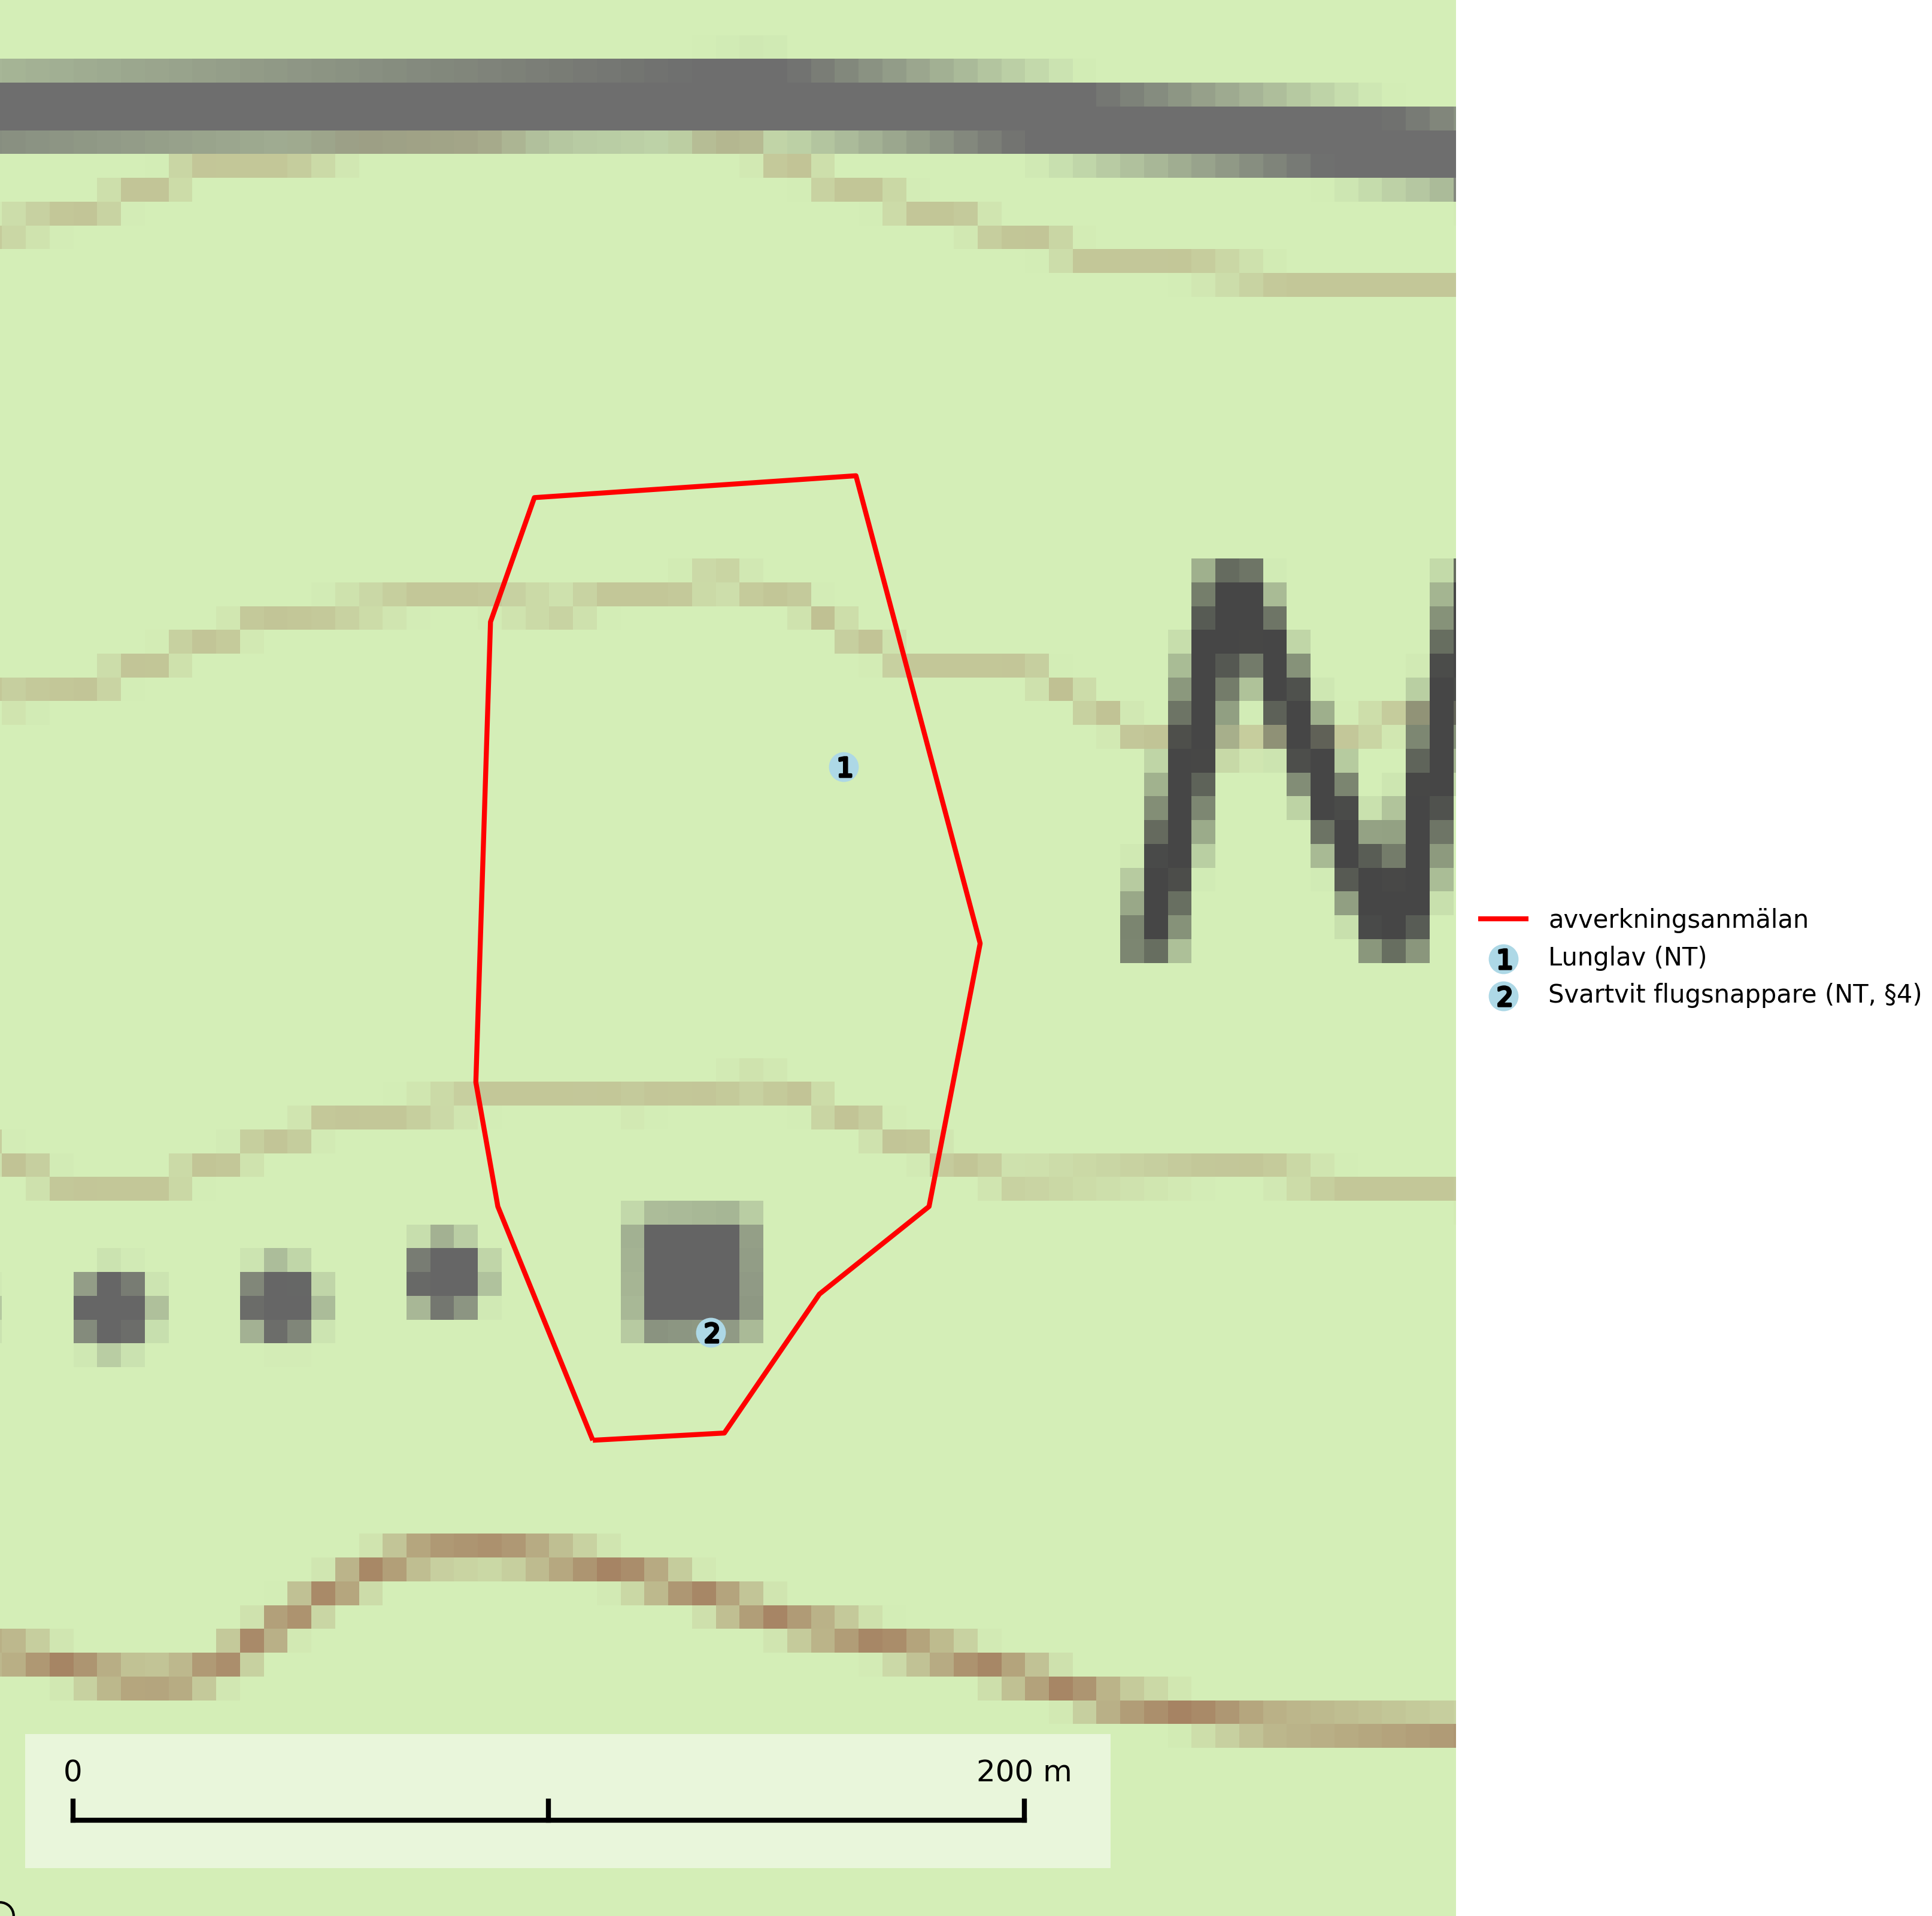 1
2
avverkningsanmälan
1 Lunglav (NT)
2 Svartvit flugsnappare (NT, §4)
0 200 m